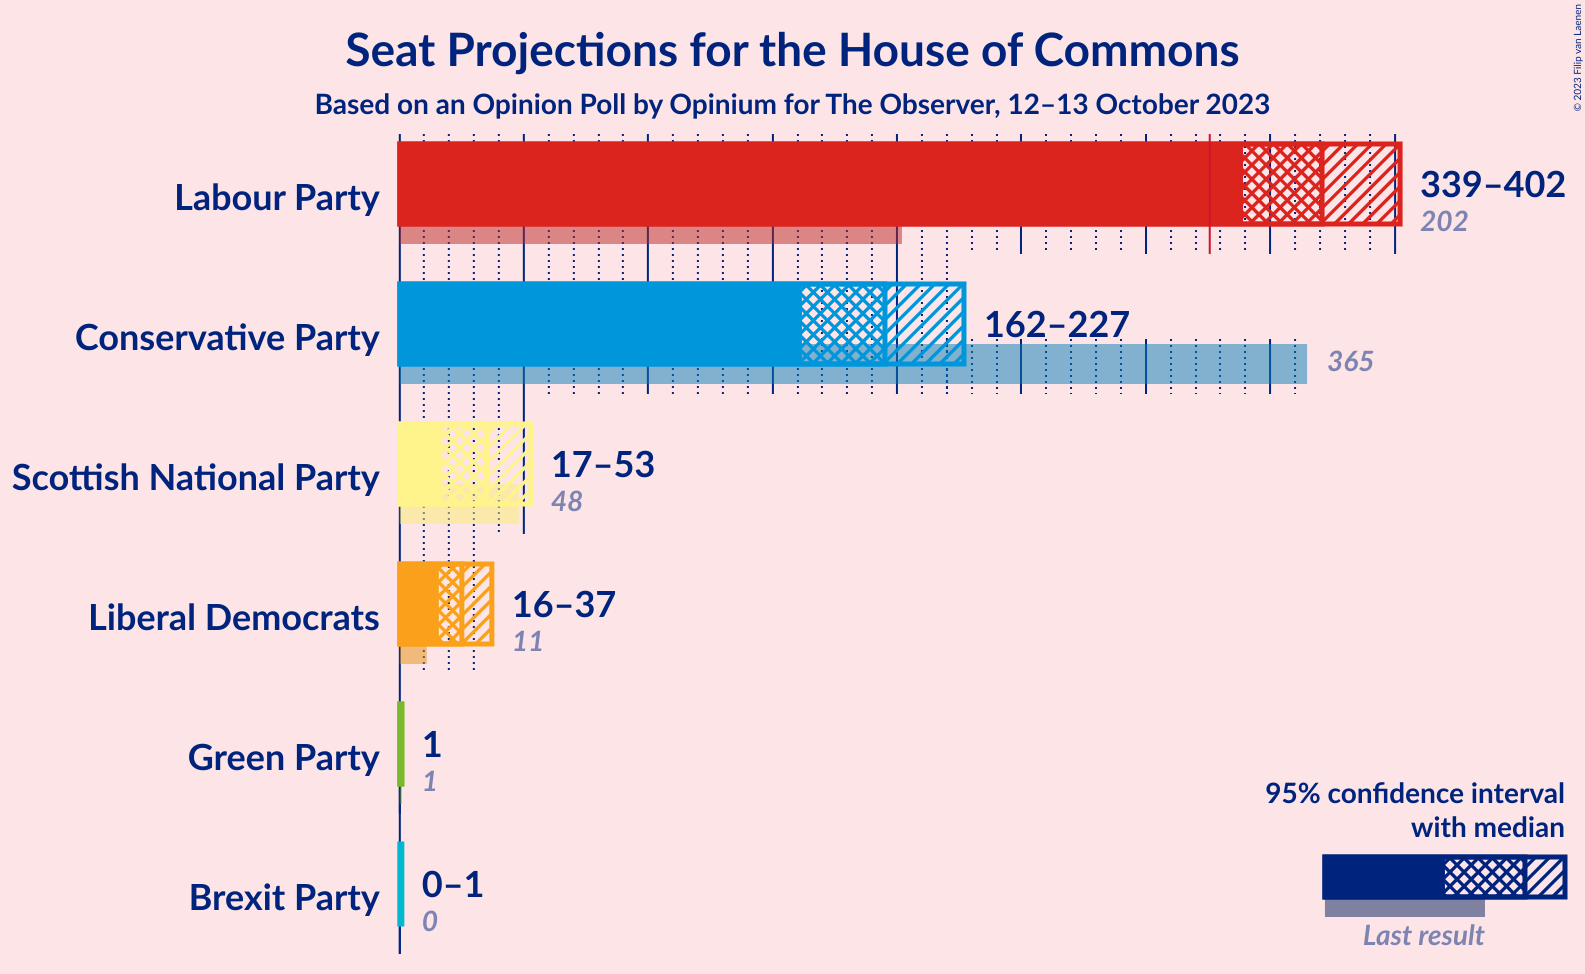 Seat Projections for the House of Commons
Based on an Opinion Poll by Opinium for The Observer, 12–13 October 2023
© 2023 Filip van Laenen
Labour Party
339–402
202
Conservative Party
162–227
365
Scottish National Party
17–53
48
Liberal Democrats
16–37
11
Green Party
1
1
Brexit Party
0–1
0
95% confidence interval
with median
Last result